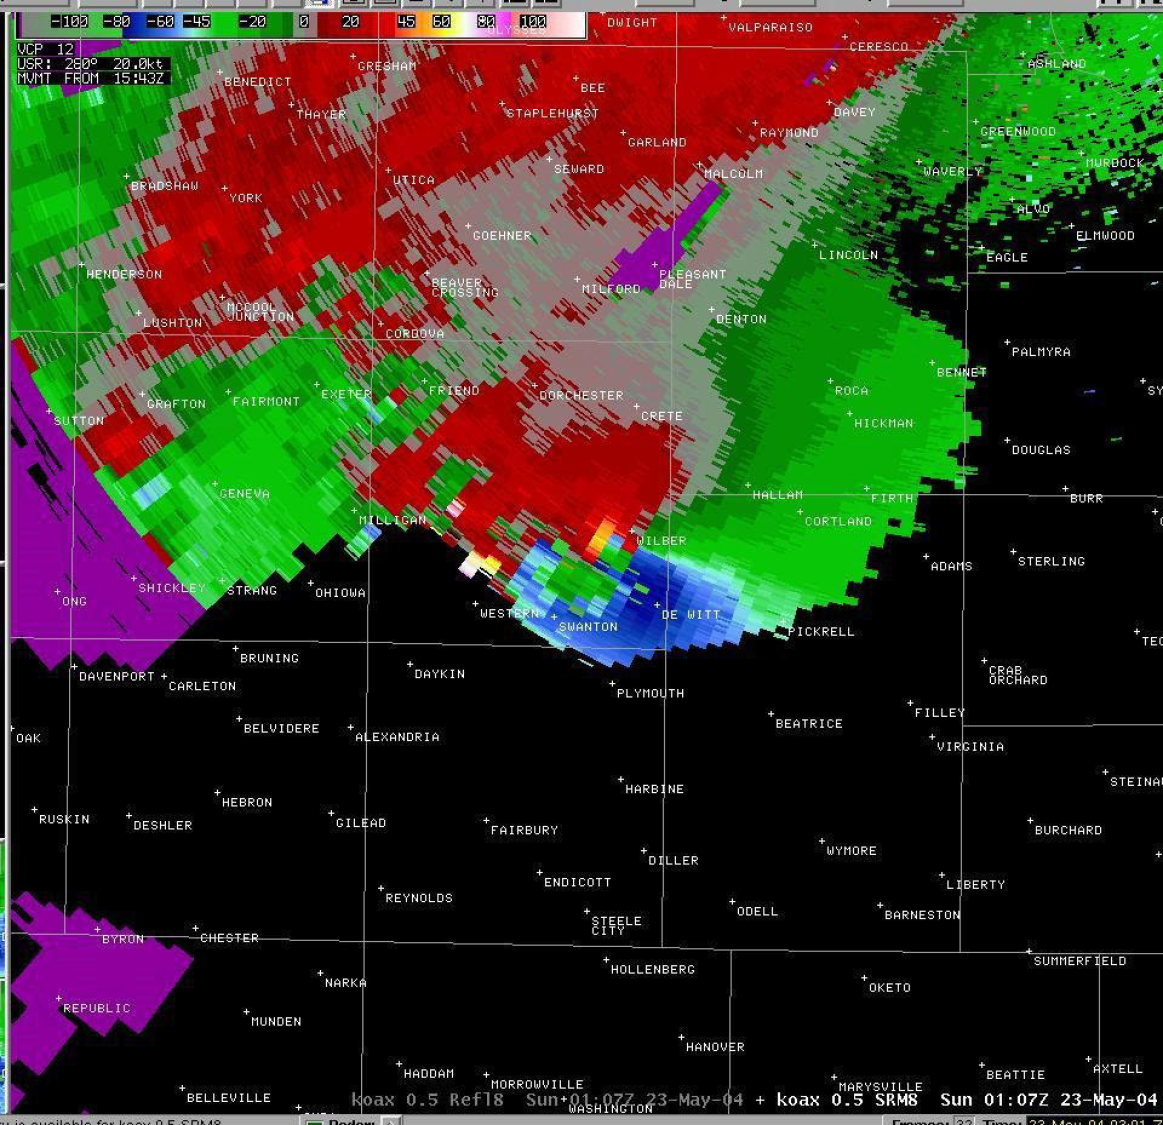 -100 -80 -60 -45 -20 0 20 45 60 80 100
ULYSSES
DWIGHT
VALPARAISO
VCP 12
USR: 280° 20.0kt
MVMT FROM 15:43Z
CERESCO
ASHLAND
GRESHAM
BENEDICT
BEE
THAYER
STAPLEHURST
DAVEY
RAYMOND
GREENWOOD
GARLAND
MURDOCK
SEWARD
MALCOLM
WAVERLY
BRADSHAW
UTICA
YORK
ALVO
GOEHNER
ELMWOOD
LINCOLN
EAGLE
HENDERSON
PLEASANT
DALE
BEAVER
CROSSING
MILFORD
MCCOOL
JUNCTION
LUSHTON
DENTON
CORDOVA
PALMYRA
BENNET
FRIEND
ROCA
SY
EXETER
DORCHESTER
FAIRMONT
GRAFTON
CRETE
SUTTON
HICKMAN
DOUGLAS
GENEVA
HALLAM
FIRTH
BURR
MILLIGAN
CORTLAND
WILBER
ADAMS
STERLING
SHICKLEY
STRANG
OHIOWA
ONG
WESTERN
DE WITT
SWANTON
PICKRELL
TEC
BRUNING
DAYKIN
CRAB
ORCHARD
DAVENPORT
CARLETON
PLYMOUTH
FILLEY
BEATRICE
BELVIDERE
ALEXANDRIA
OAK
VIRGINIA
STEINA
HARBINE
HEBRON
RUSKIN
DESHLER
GILEAD
FAIRBURY
BURCHARD
WYMORE
DILLER
ENDICOTT
LIBERTY
REYNOLDS
ODELL
BARNESTON
STEELE
CITY
BYRON
CHESTER
SUMMERFIELD
HOLLENBERG
NARKA
OKETO
REPUBLIC
MUNDEN
HANOVER
HADDAM
MORROWVILLE
BEATTIE
AXTELL
MARYSVILLE
BELLEVILLE
koax 0.5 Refl8 Sun 01:07Z 23-May-04 + koax 0.5 SRM8 Sun 01:07Z 23-May-04
WASHINGTON
is available for koax 0.5 SRM8
Radar:
Frames: 32 Time: 23-May-04 03:01 Z